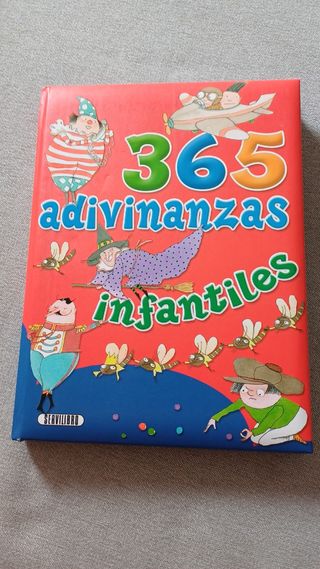 365
adivinanzas
infantiles
SERVILIBRO